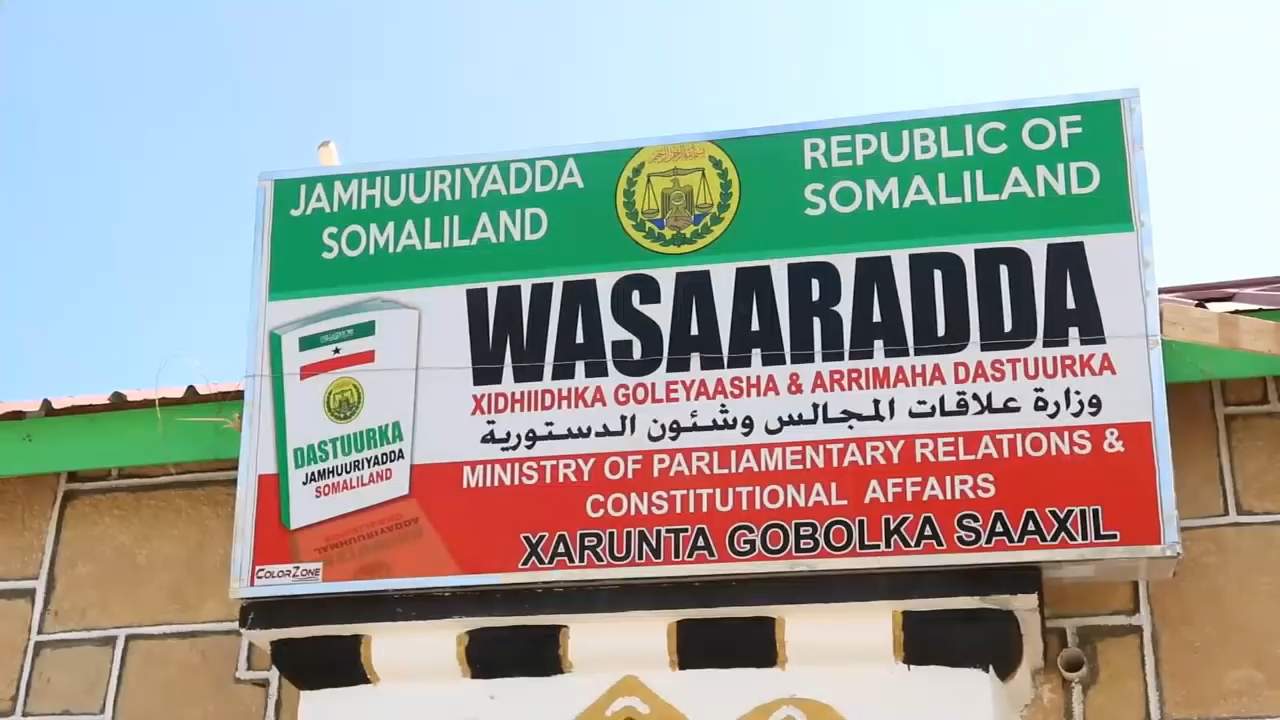 JAMHUURIYADDA
SOMALILAND
REPUBLIC OF
SOMALILAND
WASAARADDA
XIDHIIDHKA GOLEYAASHA & ARRIMAHA DASTUURKA
وزارة علاقات المجالس وشئون الدستورية
MINISTRY OF PARLIAMENTARY RELATIONS &
CONSTITUTIONAL AFFAIRS
XARUNTA GOBOLKA SAAXIL
DASTUURKA
JAMHUURIYADDA
SOMALILAND
COLORZONE